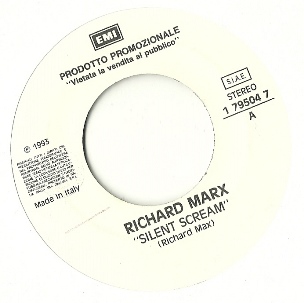 EMI
PRODOTTO PROMOZIONALE
"Vietata la vendita al pubblico"
S.I.A.E.
STEREO
1 79504 7
A
℗ 1993
Made in Italy
RICHARD MARX
"SILENT SCREAM"
(Richard Max)